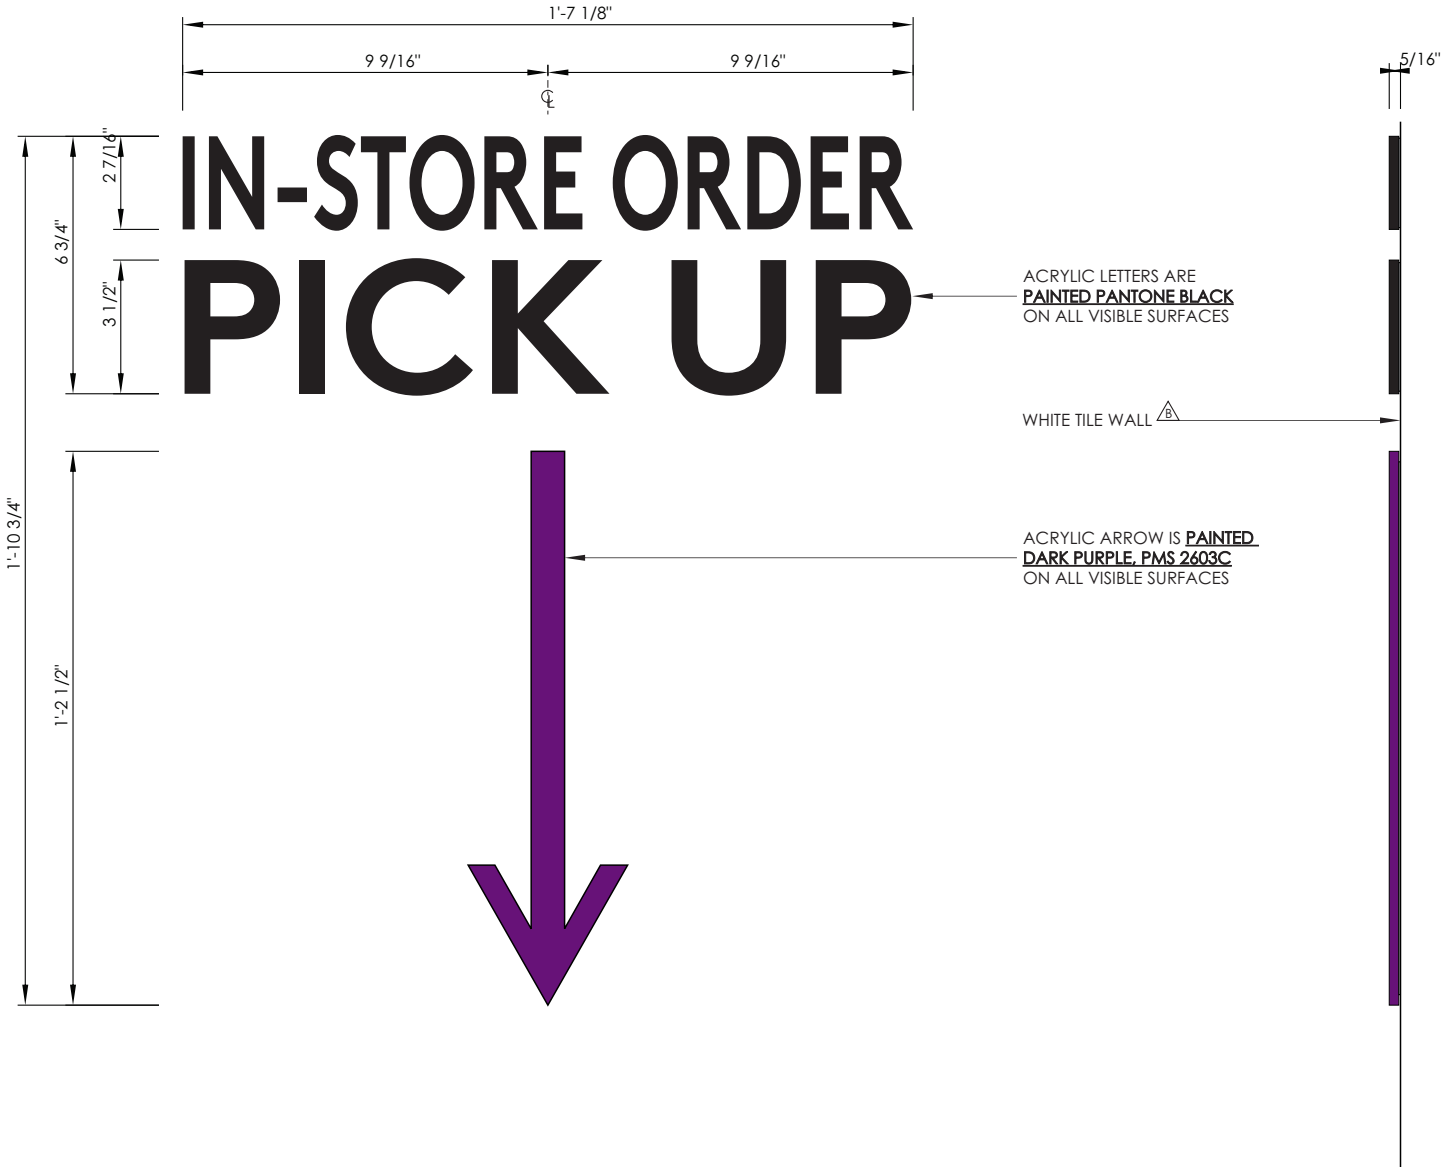 1'-7 1/8"
9 9/16"
9 9/16"
5/16"
℄
IN-STORE ORDER
PICK UP
2 7/16"
6 3/4"
3 1/2"
1'-10 3/4"
1'-2 1/2"
ACRYLIC LETTERS ARE
PAINTED PANTONE BLACK
ON ALL VISIBLE SURFACES
WHITE TILE WALL B
ACRYLIC ARROW IS PAINTED
DARK PURPLE, PMS 2603C
ON ALL VISIBLE SURFACES